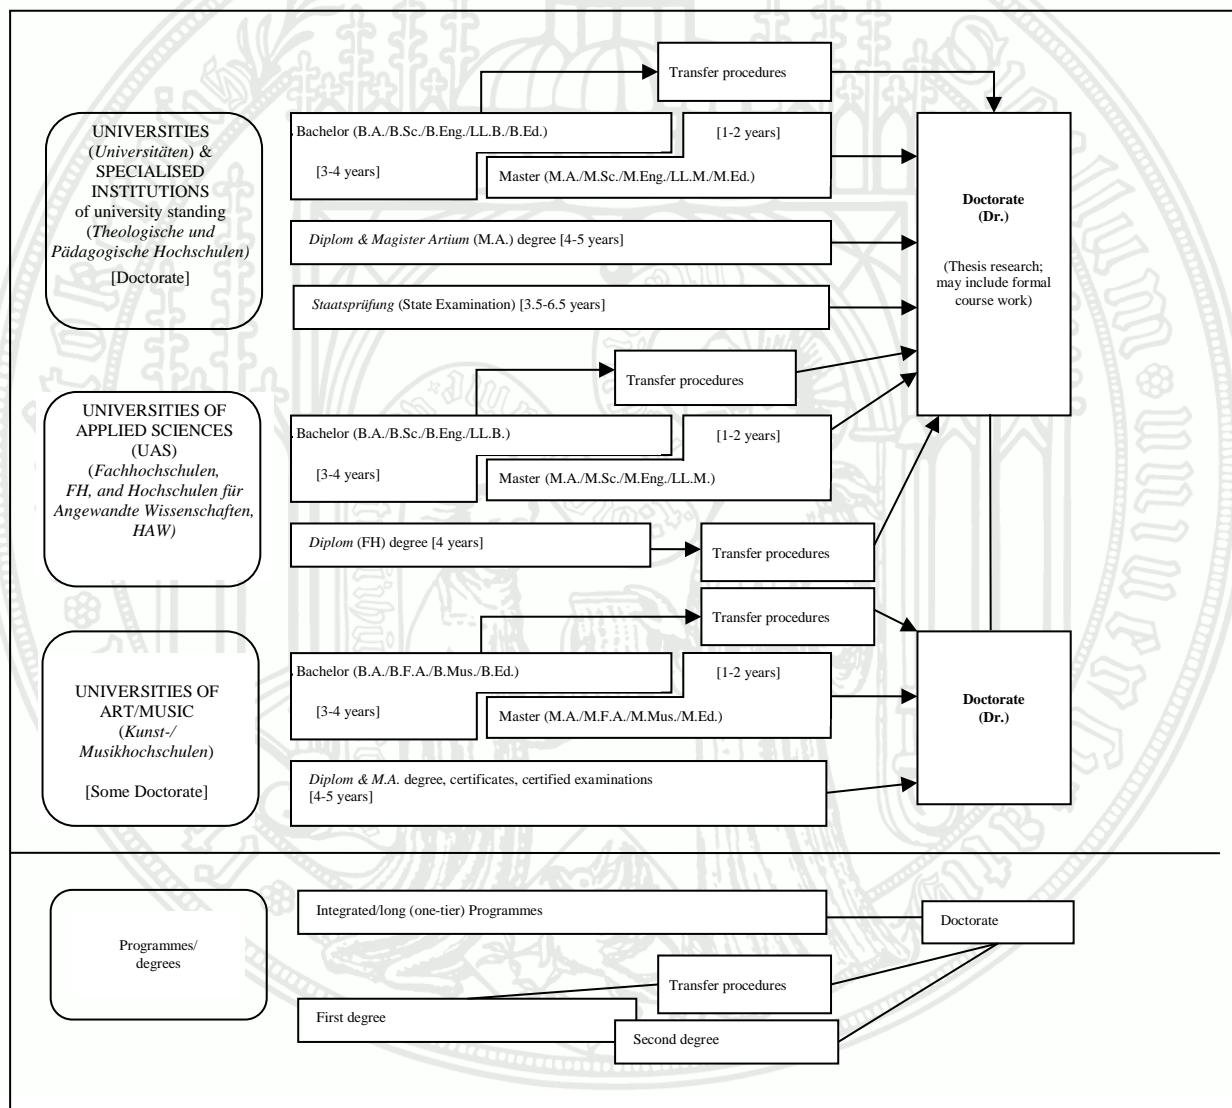 Transfer procedures
UNIVERSITIES
(Universitäten) &
SPECIALISED
INSTITUTIONS
of university standing
(Theologische und
Pädagogische Hochschulen)
[Doctorate]
Bachelor (B.A./B.Sc./B.Eng./LL.B./B.Ed.)
[3-4 years]
[1-2 years]
Master (M.A./M.Sc./M.Eng./LL.M./M.Ed.)
Diplom & Magister Artium (M.A.) degree [4-5 years]
Staatsprüfung (State Examination) [3.5-6.5 years]
Doctorate
(Dr.)
(Thesis research;
may include formal
course work)
Transfer procedures
UNIVERSITIES OF
APPLIED SCIENCES
(UAS)
(Fachhochschulen,
FH, and Hochschulen für
Angewandte Wissenschaften,
HAW)
Bachelor (B.A./B.Sc./B.Eng./LL.B.)
[3-4 years]
[1-2 years]
Master (M.A./M.Sc./M.Eng./LL.M.)
Diplom (FH) degree [4 years]
Transfer procedures
Transfer procedures
UNIVERSITIES OF
ART/MUSIC
(Kunst-/
Musikhochschulen)
[Some Doctorate]
Bachelor (B.A./B.F.A./B.Mus./B.Ed.)
[3-4 years]
[1-2 years]
Master (M.A./M.F.A./M.Mus./M.Ed.)
Diplom & M.A. degree, certificates, certified examinations
[4-5 years]
Doctorate
(Dr.)
Programmes/
degrees
Integrated/long (one-tier) Programmes
Doctorate
Transfer procedures
First degree
Second degree